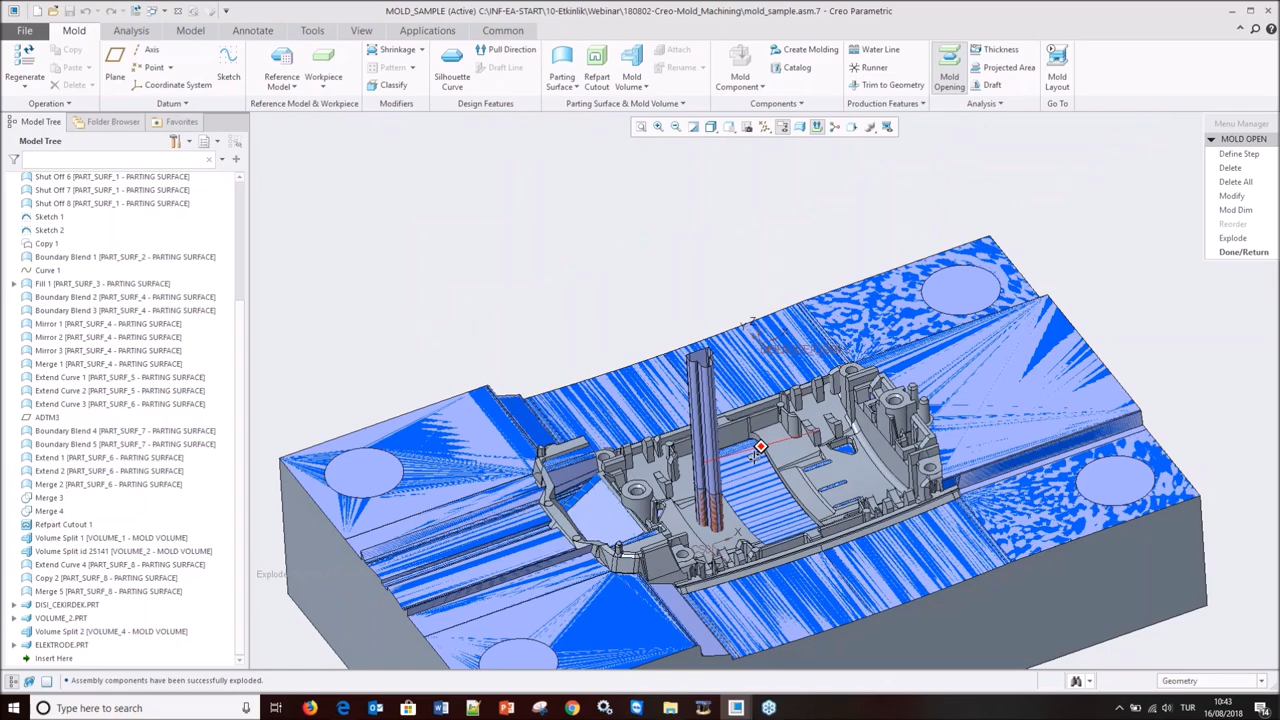 MOLD_SAMPLE (Active) C:\INF-EA-START\10-Etkinlik\Webinar\180802-Creo-Mold_Machining\mold_sample.asm.7 - Creo Parametric
File Mold Analysis Model Annotate Tools View Applications Common
Regenerate
Copy
Paste
Delete
Operation
Plane
Axis
Point
Coordinate System
Sketch
Datum
Reference Model
Workpiece
Reference Model & Workpiece
Shrinkage
Pattern
Classify
Modifiers
Silhouette Curve
Pull Direction
Draft Line
Design Features
Parting Surface
Refpart Cutout
Mold Volume
Attach
Rename
Parting Surface & Mold Volume
Mold Component
Create Molding
Catalog
Components
Water Line
Runner
Trim to Geometry
Production Features
Mold Opening
Thickness
Projected Area
Draft
Analysis
Mold Layout
Go To
Model Tree Folder Browser Favorites
Model Tree
Shut Off 6 [PART_SURF_1 - PARTING SURFACE]
Shut Off 7 [PART_SURF_1 - PARTING SURFACE]
Shut Off 8 [PART_SURF_1 - PARTING SURFACE]
Sketch 1
Sketch 2
Copy 1
Boundary Blend 1 [PART_SURF_2 - PARTING SURFACE]
Curve 1
Fill 1 [PART_SURF_3 - PARTING SURFACE]
Boundary Blend 2 [PART_SURF_4 - PARTING SURFACE]
Boundary Blend 3 [PART_SURF_4 - PARTING SURFACE]
Mirror 1 [PART_SURF_4 - PARTING SURFACE]
Mirror 2 [PART_SURF_4 - PARTING SURFACE]
Mirror 3 [PART_SURF_4 - PARTING SURFACE]
Merge 1 [PART_SURF_4 - PARTING SURFACE]
Extend Curve 1 [PART_SURF_5 - PARTING SURFACE]
Extend Curve 2 [PART_SURF_5 - PARTING SURFACE]
Extend Curve 3 [PART_SURF_6 - PARTING SURFACE]
ADTM3
Boundary Blend 4 [PART_SURF_7 - PARTING SURFACE]
Boundary Blend 5 [PART_SURF_7 - PARTING SURFACE]
Extend 1 [PART_SURF_6 - PARTING SURFACE]
Extend 2 [PART_SURF_6 - PARTING SURFACE]
Merge 2 [PART_SURF_6 - PARTING SURFACE]
Merge 3
Merge 4
Refpart Cutout 1
Volume Split 1 [VOLUME_1 - MOLD VOLUME]
Volume Split id 25141 [VOLUME_2 - MOLD VOLUME]
Extend 4 [PART_SURF_8 - PARTING SURFACE]
Copy 2 [PART_SURF_8 - PARTING SURFACE]
Merge 5 [PART_SURF_8 - PARTING SURFACE]
DISI_CEKIRDEK.PRT
VOLUME_2.PRT
Volume Split 2 [VOLUME_4 - MOLD VOLUME]
ELEKTRODE.PRT
Insert Here
Menu Manager
MOLD OPEN
Define Step
Delete
Delete All
Modify
Mod Dim
Reorder
Explode
Done/Return
• Assembly components have been successfully exploded.
Geometry
Type here to search
TUR
10:43
16/08/2018